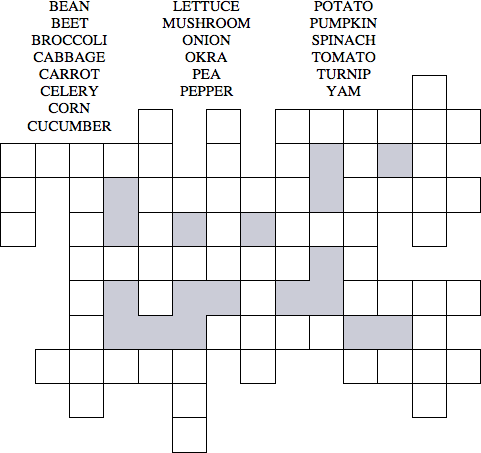 BEAN LETTUCE POTATO
BEET MUSHROOM PUMPKIN
BROCCOLI ONION SPINACH
CABBAGE OKRA TOMATO
CARROT PEA TURNIP
CELERY PEPPER YAM
CORN
CUCUMBER